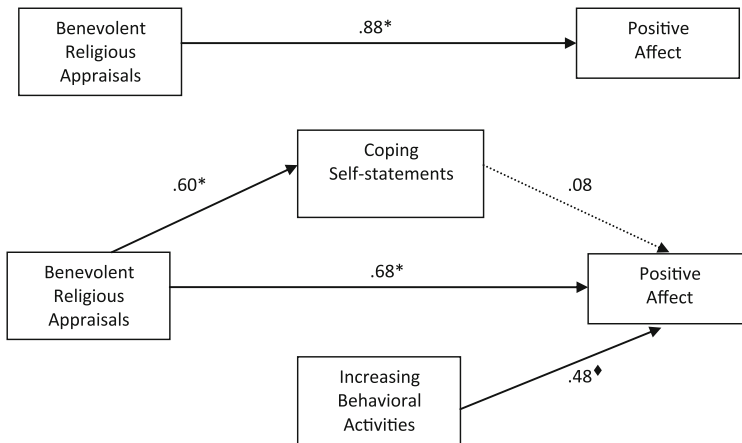 Benevolent
Religious
Appraisals
.88*
Positive
Affect
Coping
Self-statements
.60*
.08
Benevolent
Religious
Appraisals
.68*
Positive
Affect
Increasing
Behavioral
Activities
.48♦